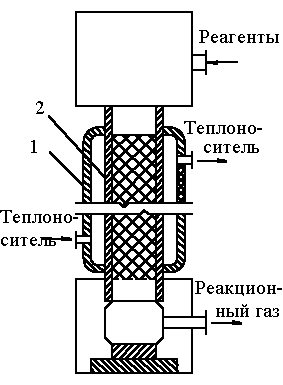 Реагенты
2
Теплоно-
ситель
1
Теплоно-
ситель
Реакцион-
ный газ